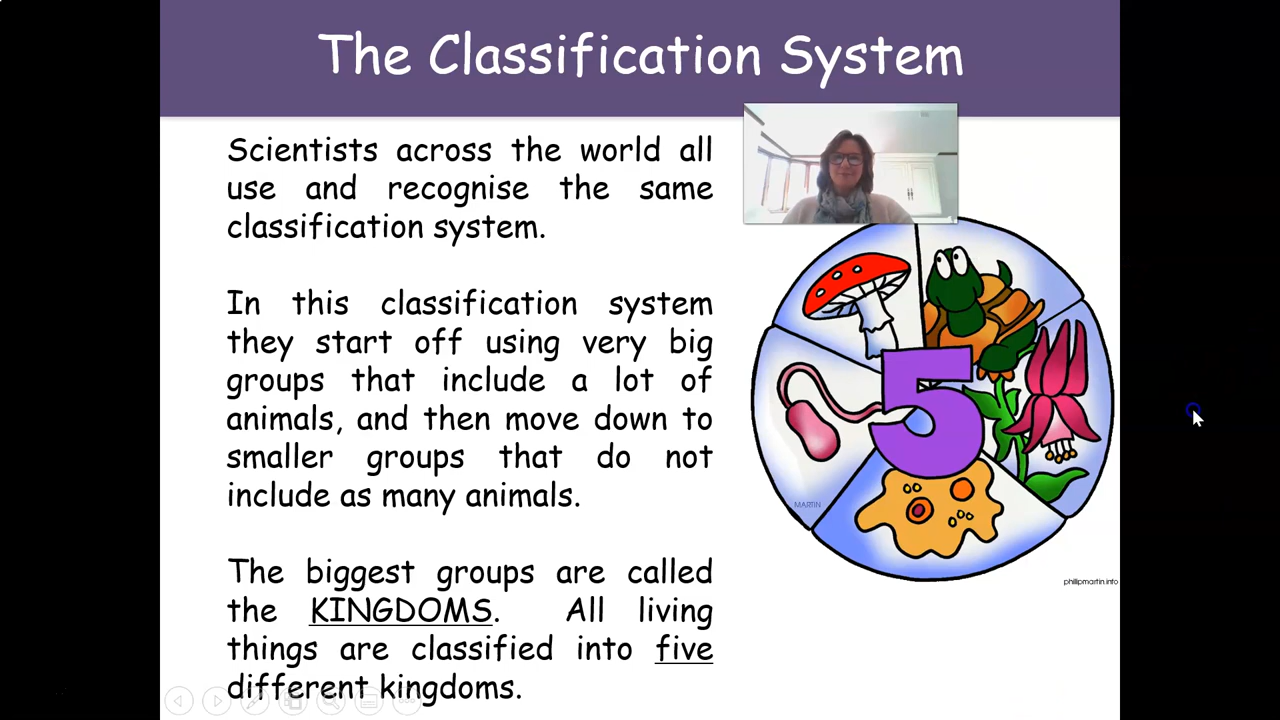 The Classification System
Scientists across the world all
use and recognise the same
classification system.
In this classification system
they start off using very big
groups that include a lot of
animals, and then move down to
smaller groups that do not
include as many animals.
The biggest groups are called
the KINGDOMS. All living
things are classified into five
different kingdoms.
5
MARTIN
phillipmartin.info